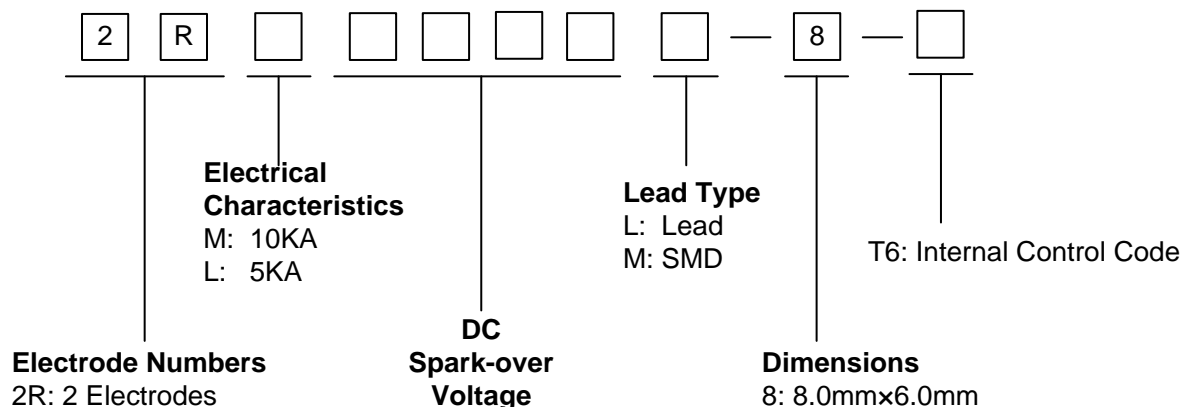 2 R — 8 —
Electrical
Characteristics
M: 10KA
L: 5KA
Lead Type
L: Lead
M: SMD
T6: Internal Control Code
Electrode Numbers
2R: 2 Electrodes
DC
Spark-over
Voltage
Dimensions
8: 8.0mm×6.0mm